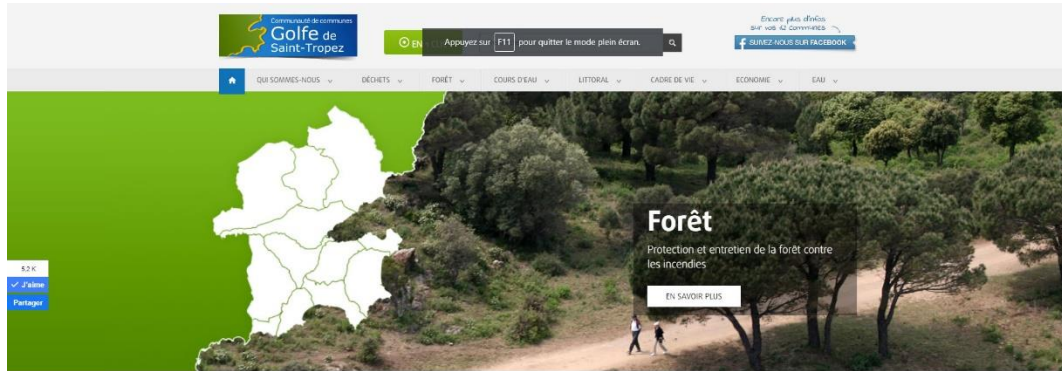 Communauté de communes
Golfe de
Saint-Tropez
EN
Appuyez sur F11 pour quitter le mode plein écran.
Encore plus d'infos
sur vos 12 communes
SUIVEZ-NOUS SUR FACEBOOK
QUI SOMMES-NOUS
DÉCHETS
FORÊT
COURS D'EAU
LITTORAL
CADRE DE VIE
ECONOMIE
EAU
Forêt
Protection et entretien de la forêt contre
les incendies
EN SAVOIR PLUS
5.2 K
J'aime
Partager